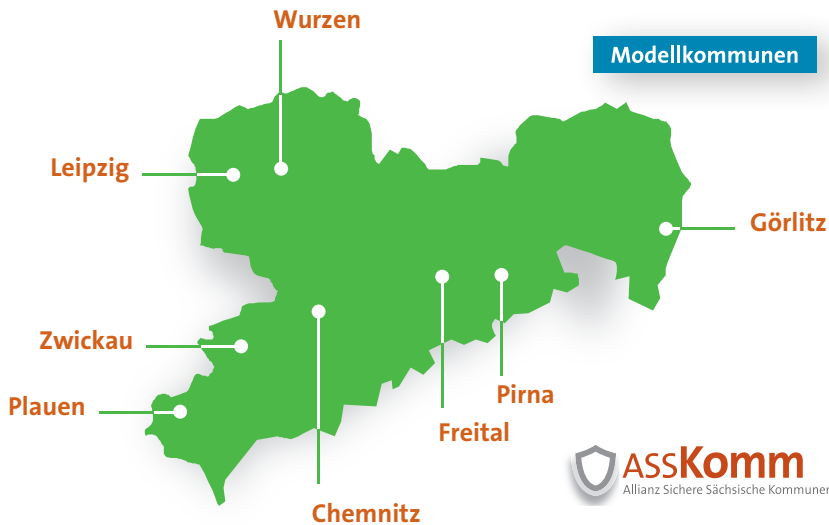 Wurzen
Modellkommunen
Leipzig
Görlitz
Zwickau
Plauen
Pirna
Freital
Chemnitz
ASSKomm
Allianz Sichere Sächsische Kommunen